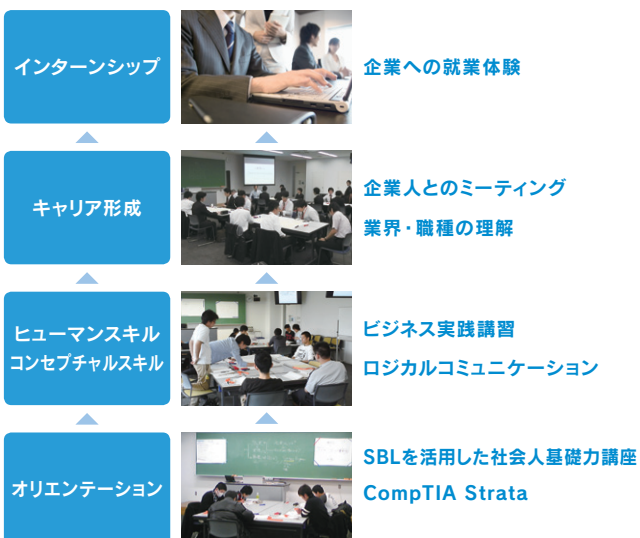 インターンシップ
企業への就業体験
キャリア形成
企業人とのミーティング
業界・職種の理解
ヒューマンスキル
コンセプチャルスキル
ビジネス実践講習
ロジカルコミュニケーション
オリエンテーション
SBLを活用した社会人基礎力講座
CompTIA Strata